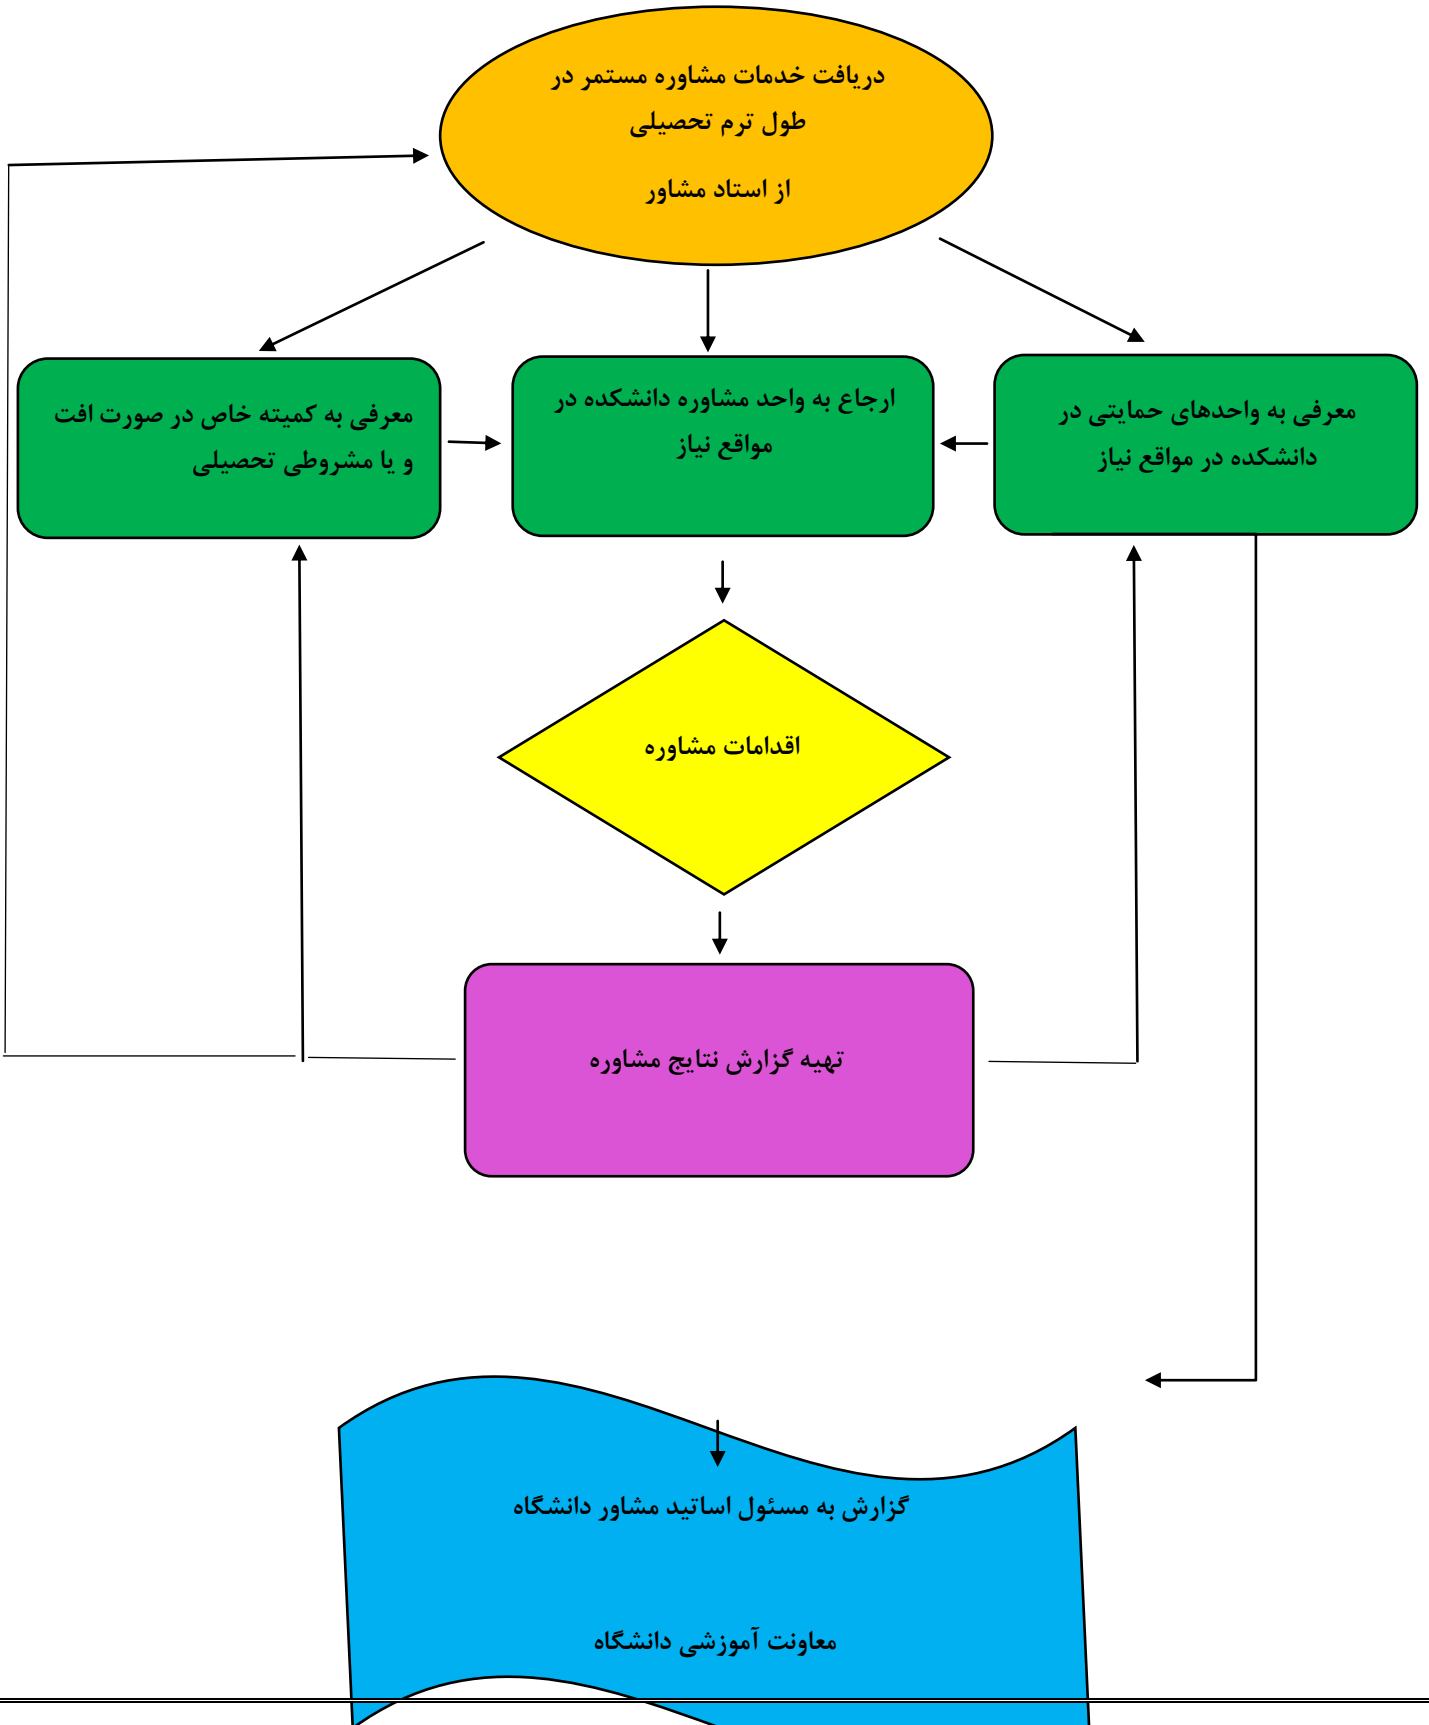 دریافت خدمات مشاوره مستمر در
طول ترم تحصیلی
از استاد مشاور
معرفی به واحدهای حمایتی در
دانشکده در مواقع نیاز
ارجاع به واحد مشاوره دانشکده در
مواقع نیاز
معرفی به کمیته خاص در صورت افت
و یا مشروطی تحصیلی
اقدامات مشاوره
تهیه گزارش نتایج مشاوره
گزارش به مسئول اساتید مشاور دانشگاه
معاونت آموزشی دانشگاه